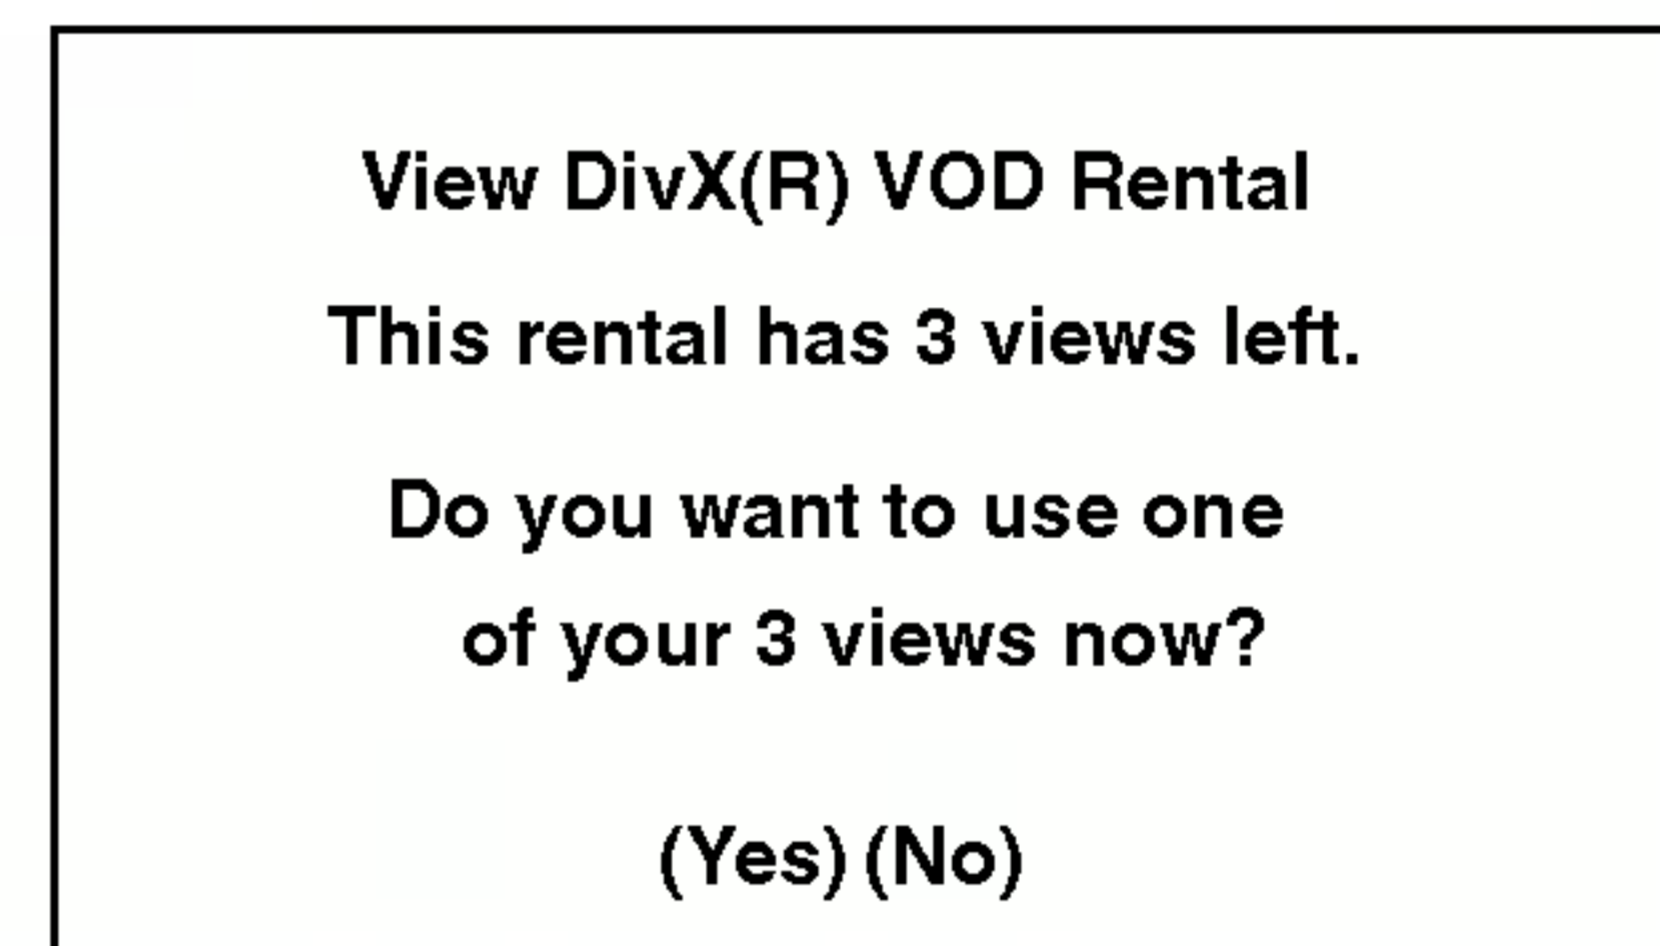 View DivX(R) VOD Rental
This rental has 3 views left.
Do you want to use one
of your 3 views now?
(Yes) (No)